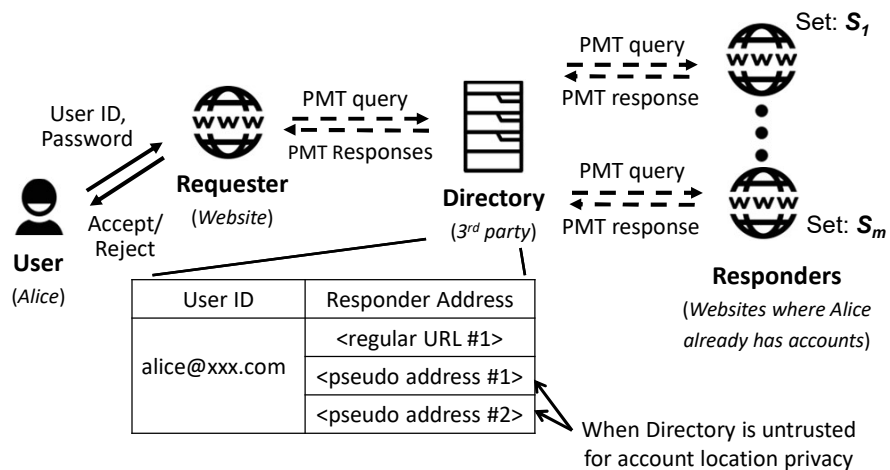 Set: S1
www
PMT query
PMT response
User ID,
Password
www
PMT query
PMT Responses
Requester
(Website)
Accept/
Reject
User
(Alice)
Directory
(3rd party)
PMT query
PMT response
www
Set: Sm
Responders
(Websites where Alice
already has accounts)
User ID
Responder Address
alice@xxx.com
<regular URL #1>
<pseudo address #1>
<pseudo address #2>
When Directory is untrusted
for account location privacy